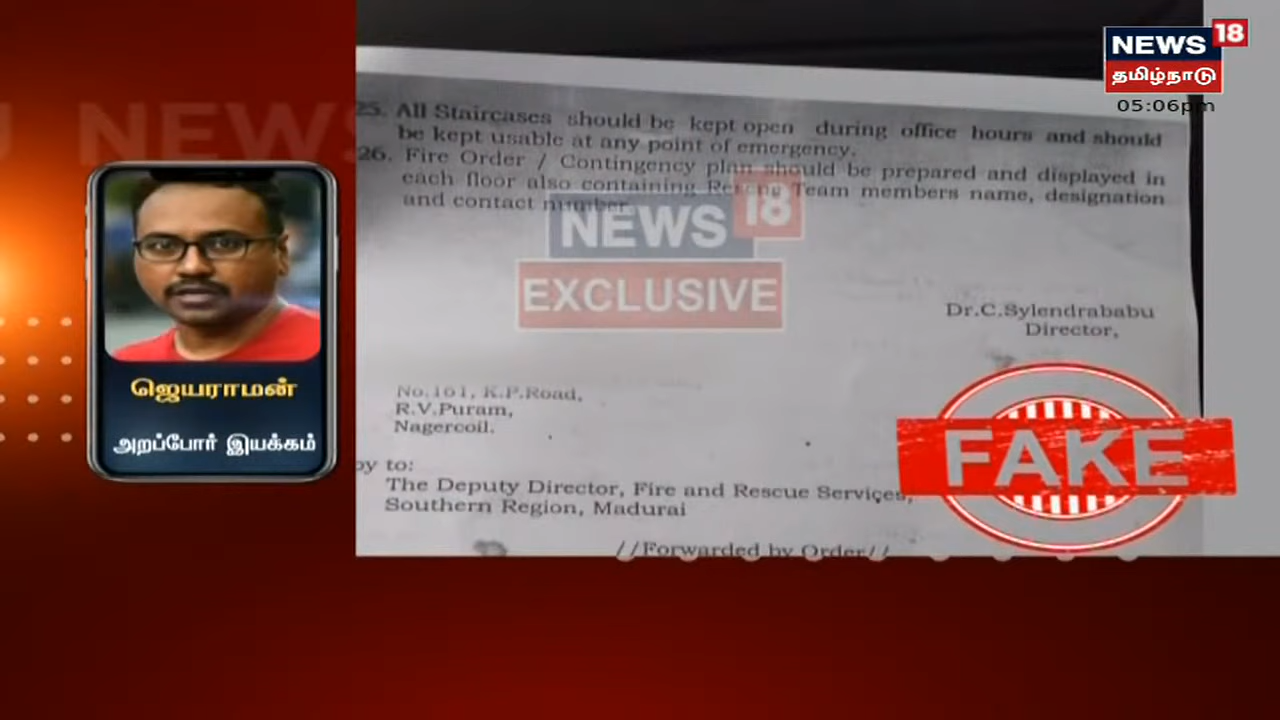 NEWS 18
தமிழ்நாடு
05:06pm
NEWS
25. All Staircases should be kept open during office hours and should
be kept usable at any point of emergency.
26. Fire Order / Contingency plan should be prepared and displayed in
each floor also containing Team members name, designation
and contact number.
NEWS 18
EXCLUSIVE
Dr.C.Sylendrababu
Director,
ஜெயராமன்
அறப்போர் இயக்கம்
No.161, K.P.Road,
R.V.Puram,
Nagercoil.
py to:
The Deputy Director, Fire and Rescue Services,
Southern Region, Madurai
//Forwarded by Order//
FAKE